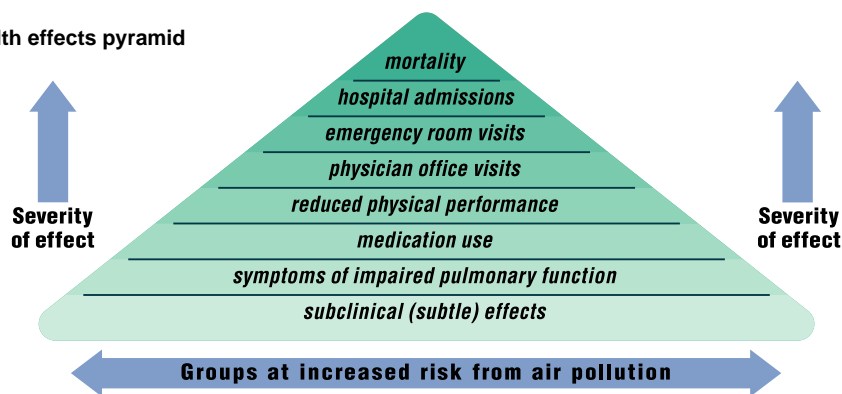 lth effects pyramid
mortality
hospital admissions
emergency room visits
physician office visits
reduced physical performance
medication use
symptoms of impaired pulmonary function
subclinical (subtle) effects
Severity
of effect
Severity
of effect
Groups at increased risk from air pollution